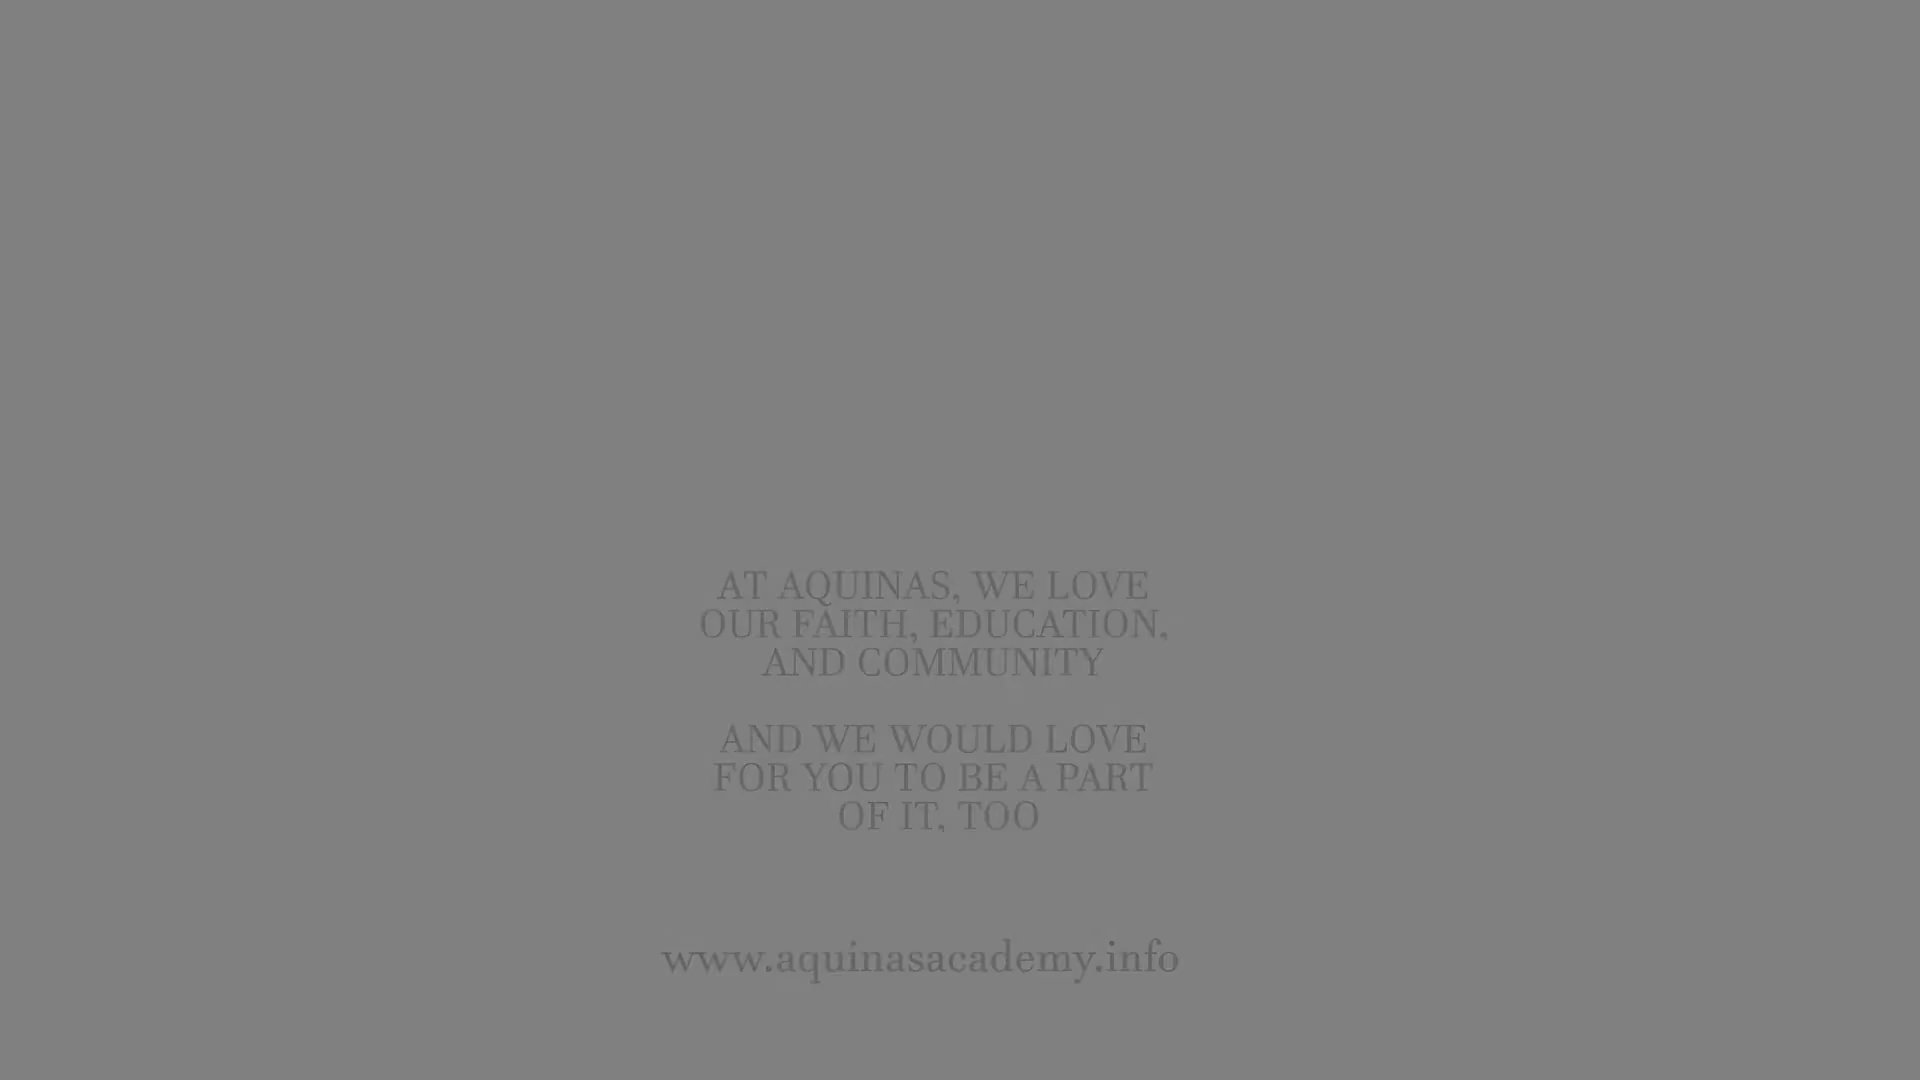 AT AQUINAS, WE LOVE
OUR FAITH, EDUCATION,
AND COMMUNITY
AND WE WOULD LOVE
FOR YOU TO BE A PART
OF IT, TOO
www.aquinasacademy.info